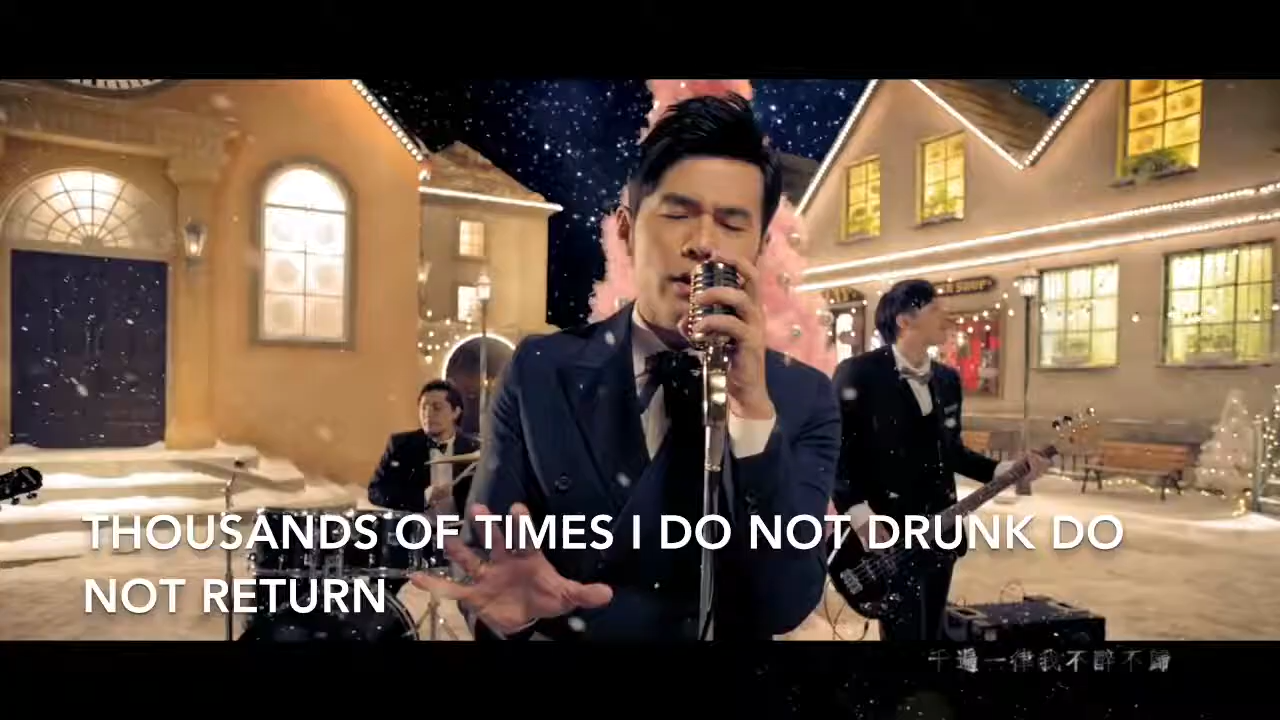 THOUSANDS OF TIMES I DO NOT DRUNK DO
NOT RETURN
千遍一律我不醉不歸